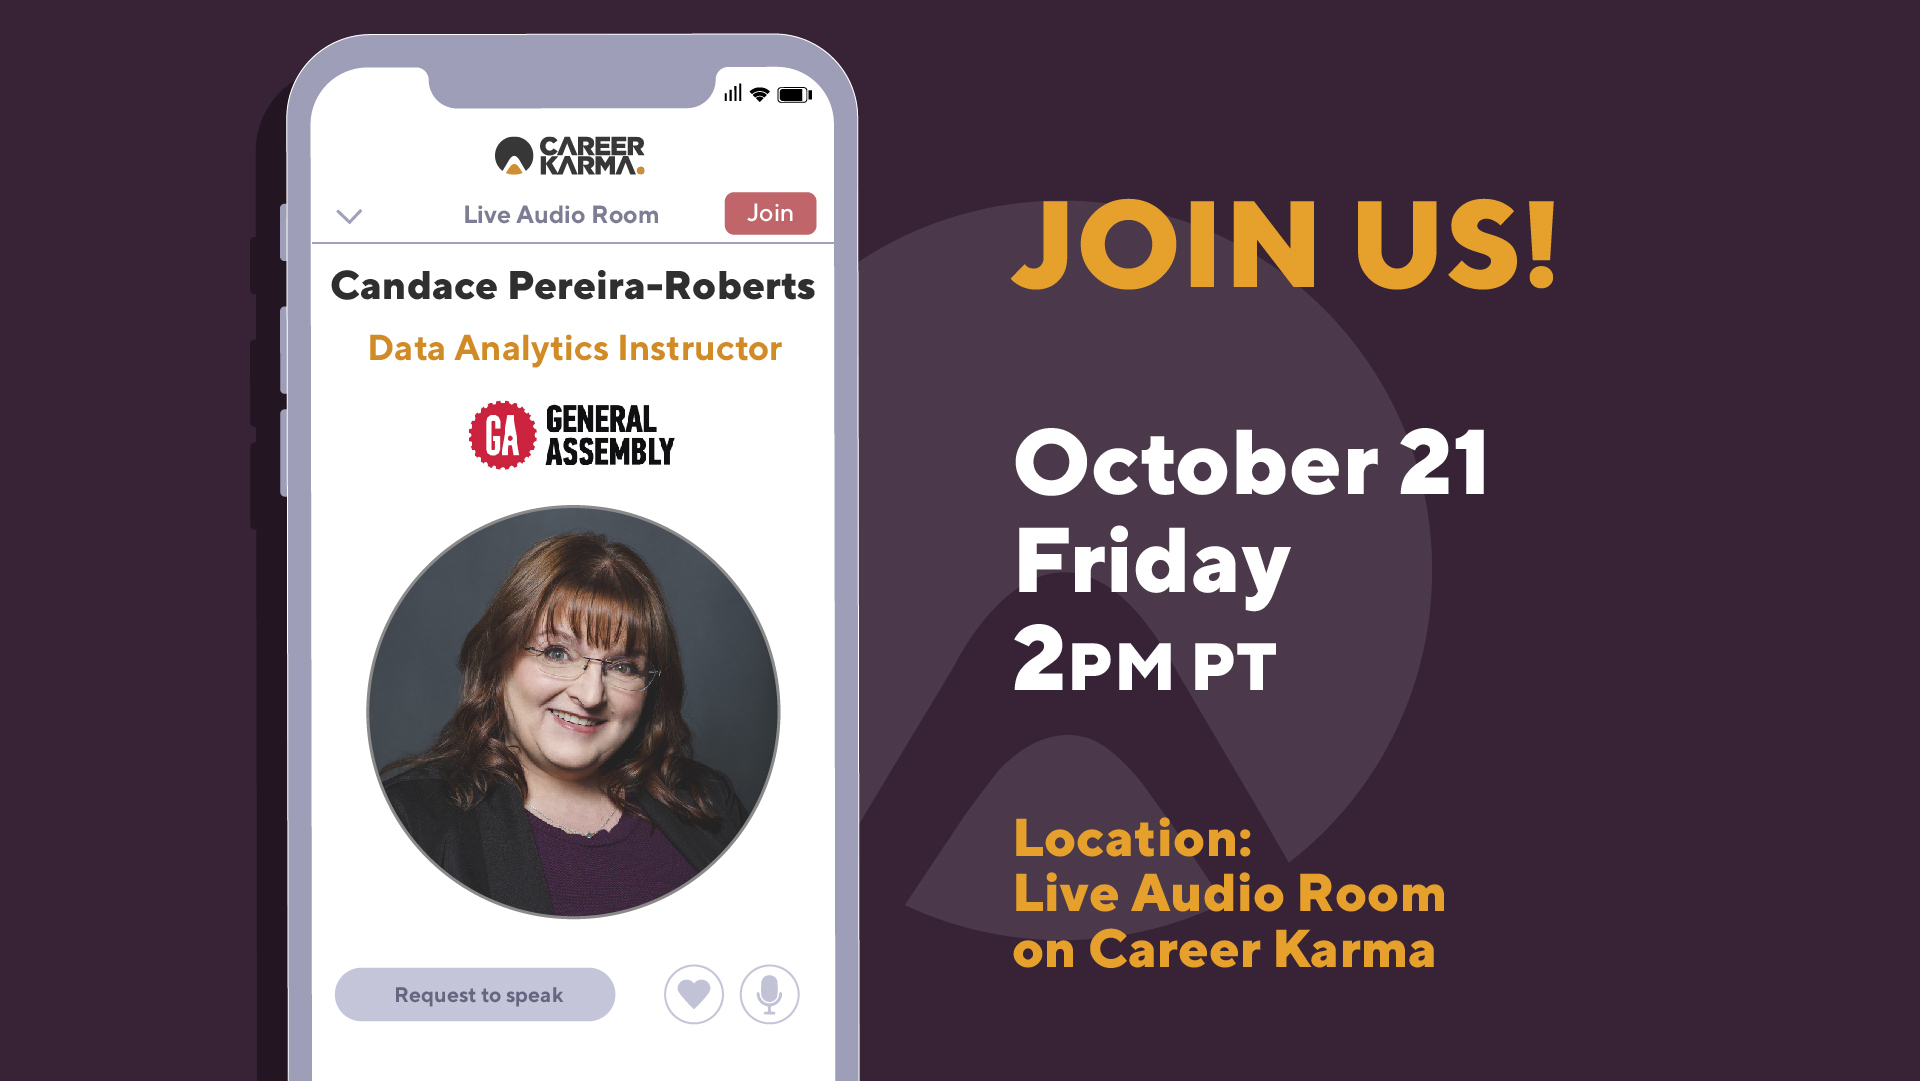 CAREER
KARMA.
Live Audio Room
Join
Candace Pereira-Roberts
Data Analytics Instructor
GA
GENERAL
ASSEMBLY
Request to speak
JOIN US!
October 21
Friday
2PM PT
Location:
Live Audio Room
on Career Karma